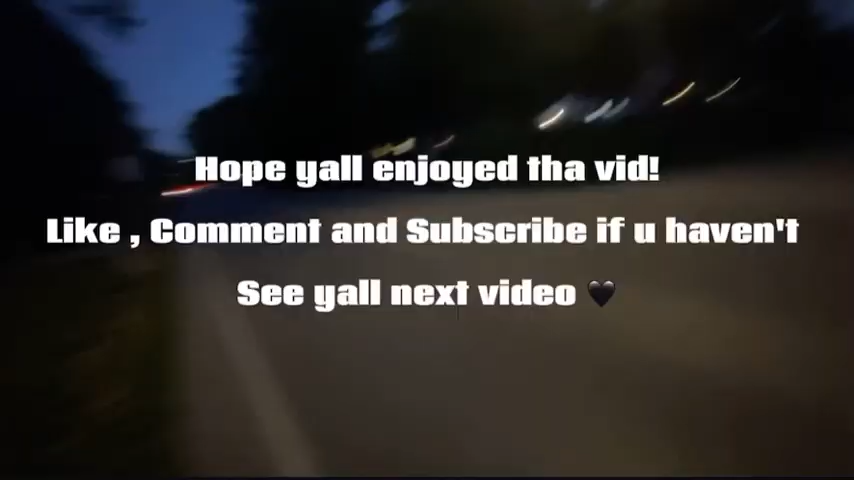 Hope yall enjoyed tha vid!
Like , Comment and Subscribe if u haven't
See yall next video 🖤